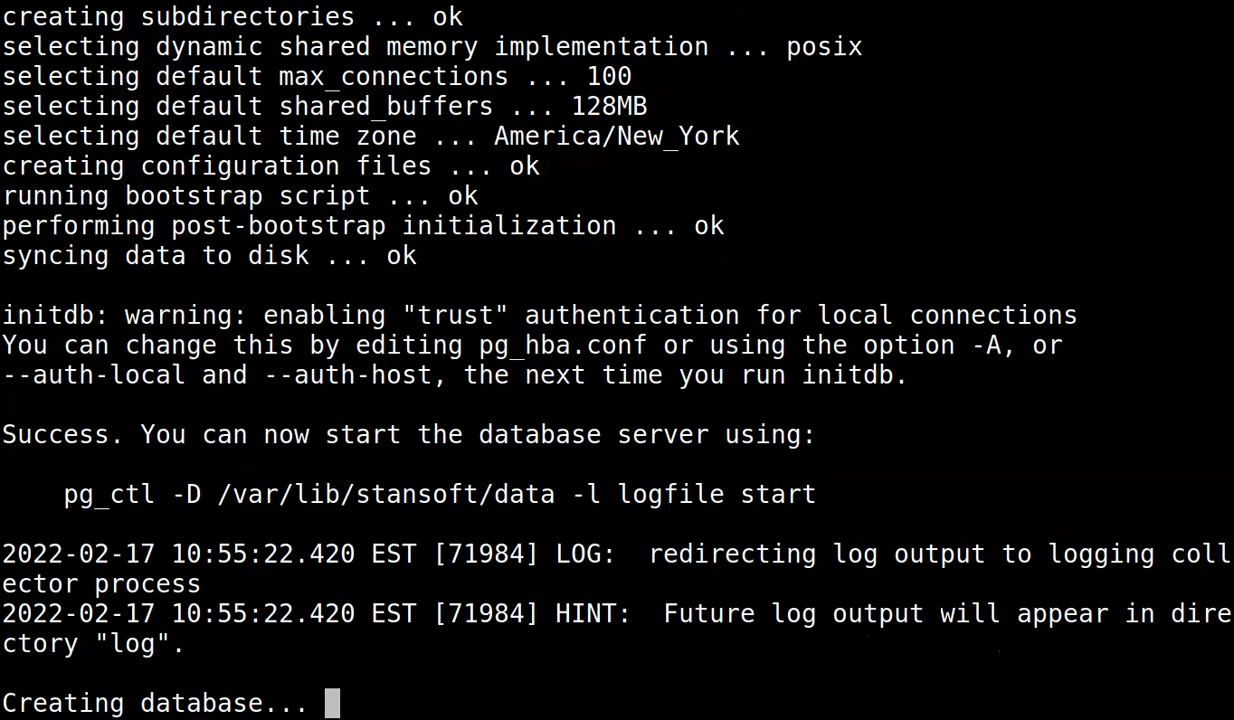 creating subdirectories ... ok
selecting dynamic shared memory implementation ... posix
selecting default max_connections ... 100
selecting default shared_buffers ... 128MB
selecting default time zone ... America/New_York
creating configuration files ... ok
running bootstrap script ... ok
performing post-bootstrap initialization ... ok
syncing data to disk ... ok

initdb: warning: enabling "trust" authentication for local connections
You can change this by editing pg_hba.conf or using the option -A, or
--auth-local and --auth-host, the next time you run initdb.

Success. You can now start the database server using:

    pg_ctl -D /var/lib/stansoft/data -l logfile start

2022-02-17 10:55:22.420 EST [71984] LOG:  redirecting log output to logging coll
ector process
2022-02-17 10:55:22.420 EST [71984] HINT:  Future log output will appear in dire
ctory "log".

Creating database...